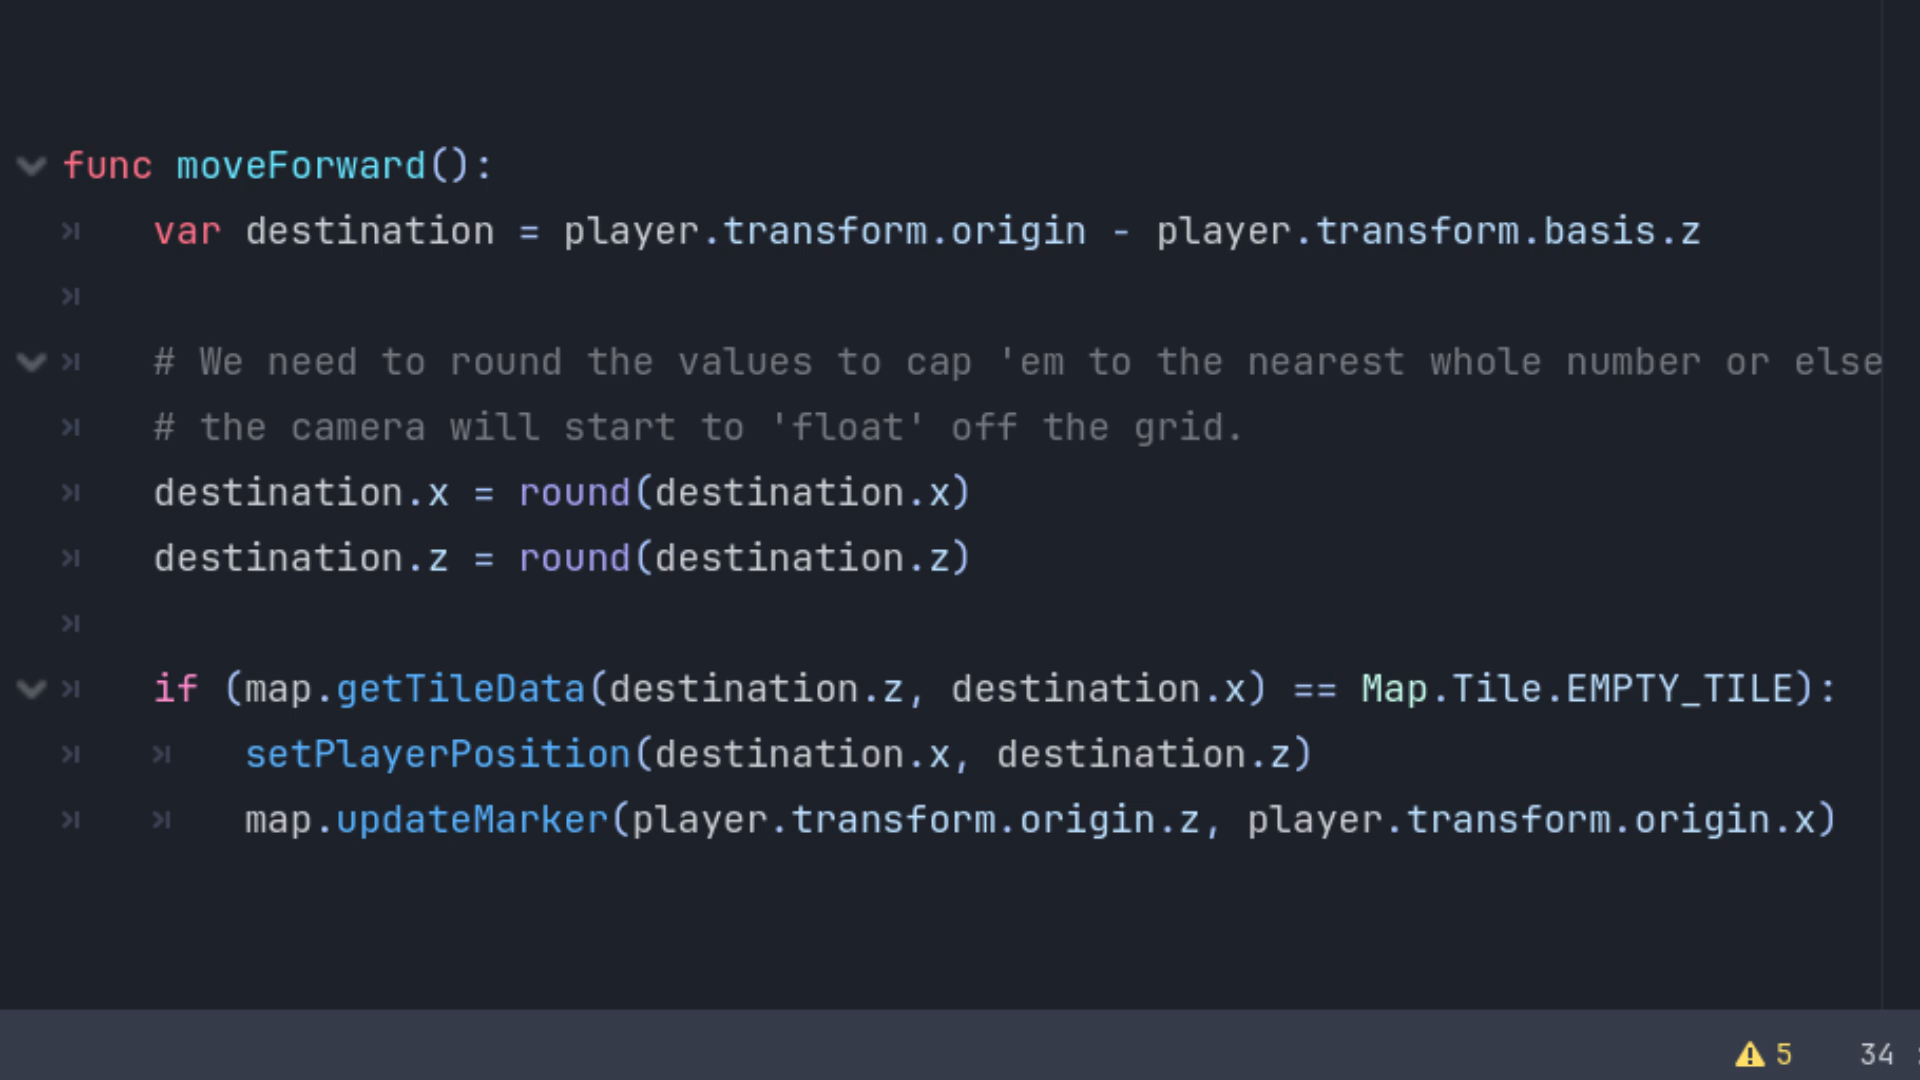 func moveForward():
var destination = player.transform.origin - player.transform.basis.z
# We need to round the values to cap 'em to the nearest whole number or else
# the camera will start to 'float' off the grid.
destination.x = round(destination.x)
destination.z = round(destination.z)
if (map.getTileData(destination.z, destination.x) == Map.Tile.EMPTY_TILE):
setPlayerPosition(destination.x, destination.z)
map.updateMarker(player.transform.origin.z, player.transform.origin.x)
5 34